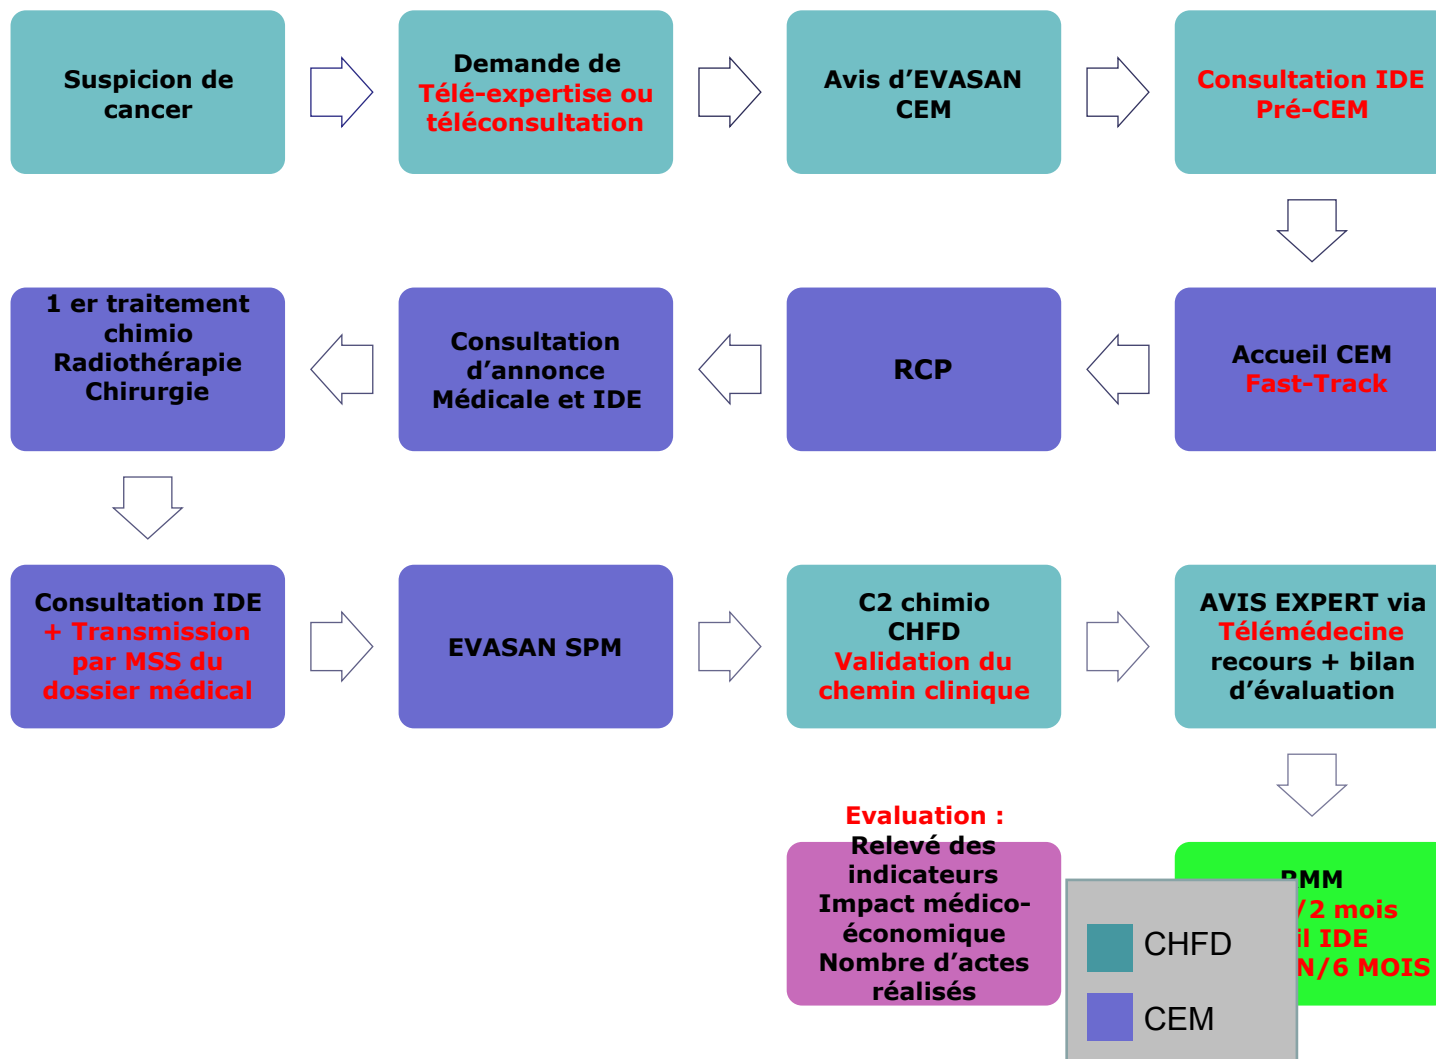 Suspicion de
cancer
Demande de
Télé-expertise ou
téléconsultation
Avis d’EVASAN
CEM
Consultation IDE
Pré-CEM
1 er traitement
chimio
Radiothérapie
Chirurgie
Consultation
d’annonce
Médicale et IDE
RCP
Accueil CEM
Fast-Track
Consultation IDE
+ Transmission
par MSS du
dossier médical
EVASAN SPM
C2 chimio
CHFD
Validation du
chemin clinique
AVIS EXPERT via
Télémédecine
recours + bilan
d’évaluation
Evaluation :
Relevé des
indicateurs
Impact médico-
économique
Nombre d’actes
réalisés
RMM
/2 mois
IDE
/6 MOIS
CHFD
CEM